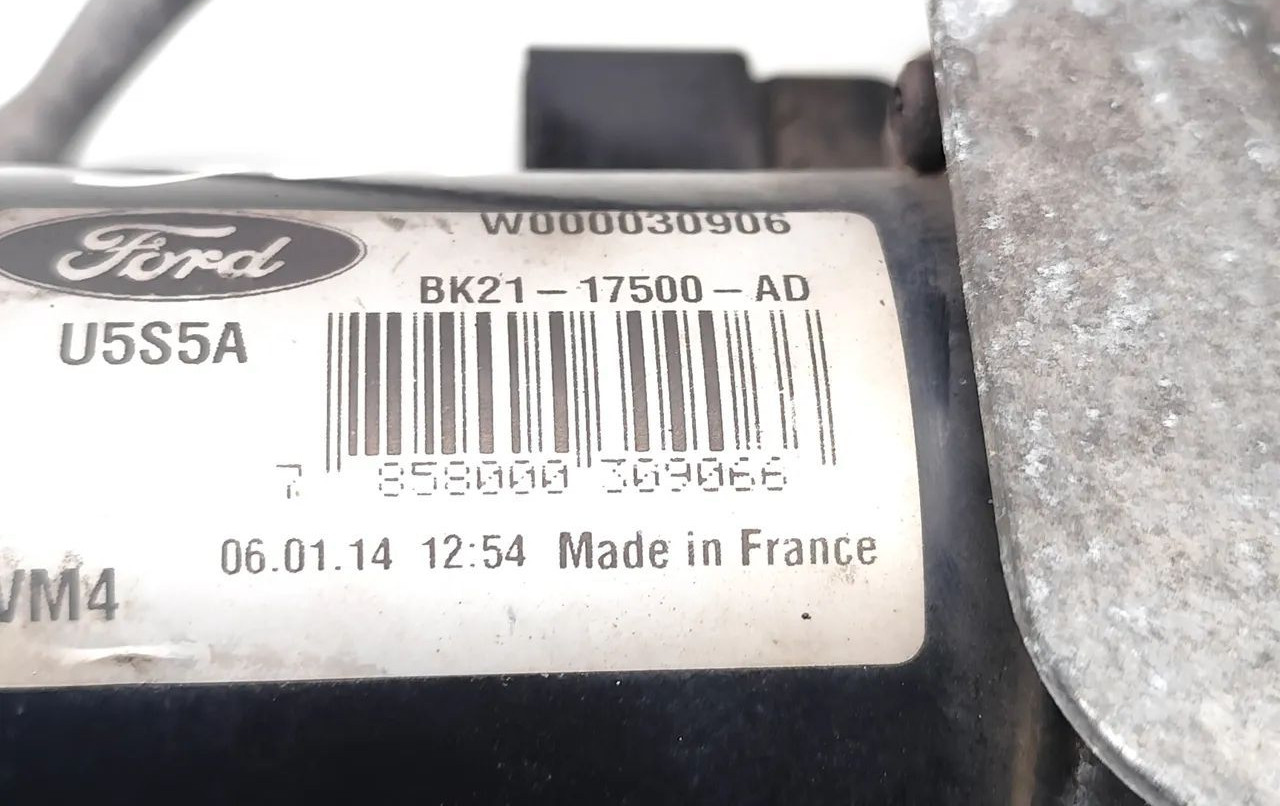 W000030906
Ford
BK21-17500-AD
U5S5A
7 858000 309066
06.01.14 12:54 Made in France
VM4